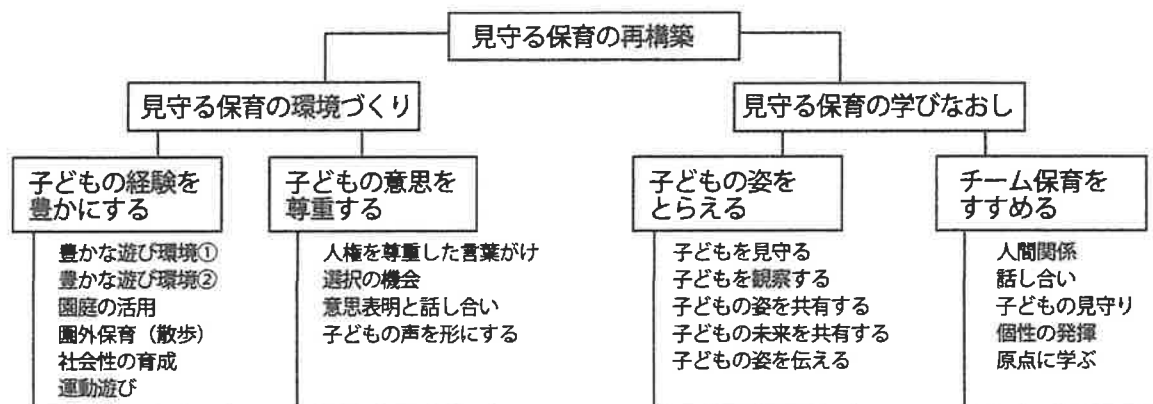 見守る保育の再構築
見守る保育の環境づくり
見守る保育の学びなおし
子どもの経験を
豊かにする
豊かな遊び環境①
豊かな遊び環境②
園庭の活用
園外保育（散歩）
社会性の育成
運動遊び
子どもの意思を
尊重する
人権を尊重した言葉がけ
選択の機会
意思表明と話し合い
子どもの声を形にする
子どもの姿を
とらえる
子どもを見守る
子どもを観察する
子どもの姿を共有する
子どもの未来を共有する
子どもの姿を伝える
チーム保育を
すすめる
人間関係
話し合い
子どもの見守り
個性の発揮
原点に学ぶ